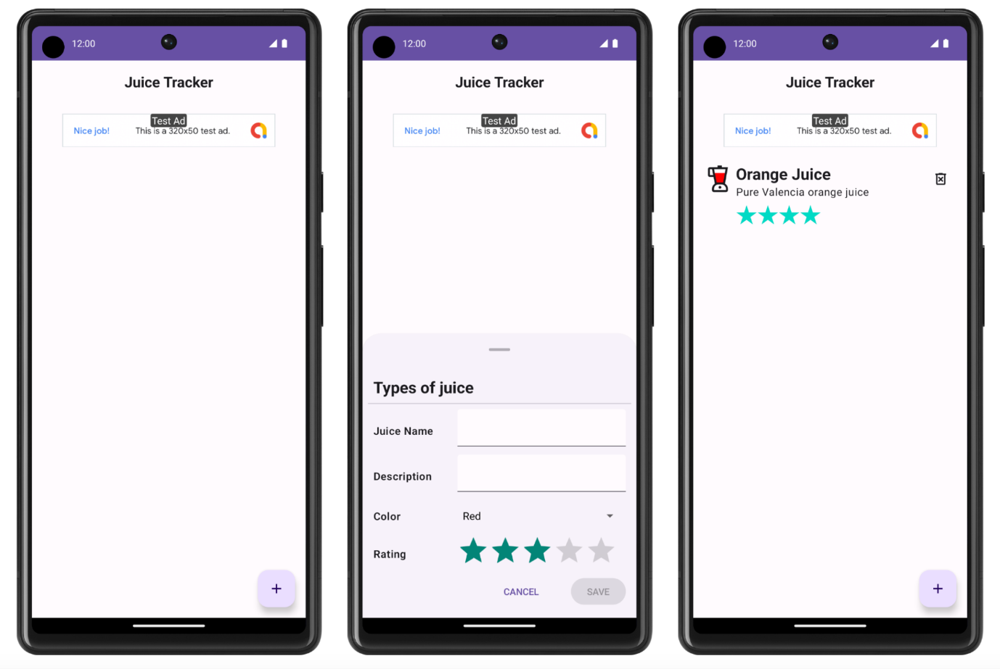 12:00
Juice Tracker
Test Ad
Nice job!
This is a 320x50 test ad.
12:00
Juice Tracker
Test Ad
Nice job!
This is a 320x50 test ad.
Types of juice
Juice Name
Description
Color
Red
Rating
CANCEL
SAVE
12:00
Juice Tracker
Test Ad
Nice job!
This is a 320x50 test ad.
Orange Juice
Pure Valencia orange juice